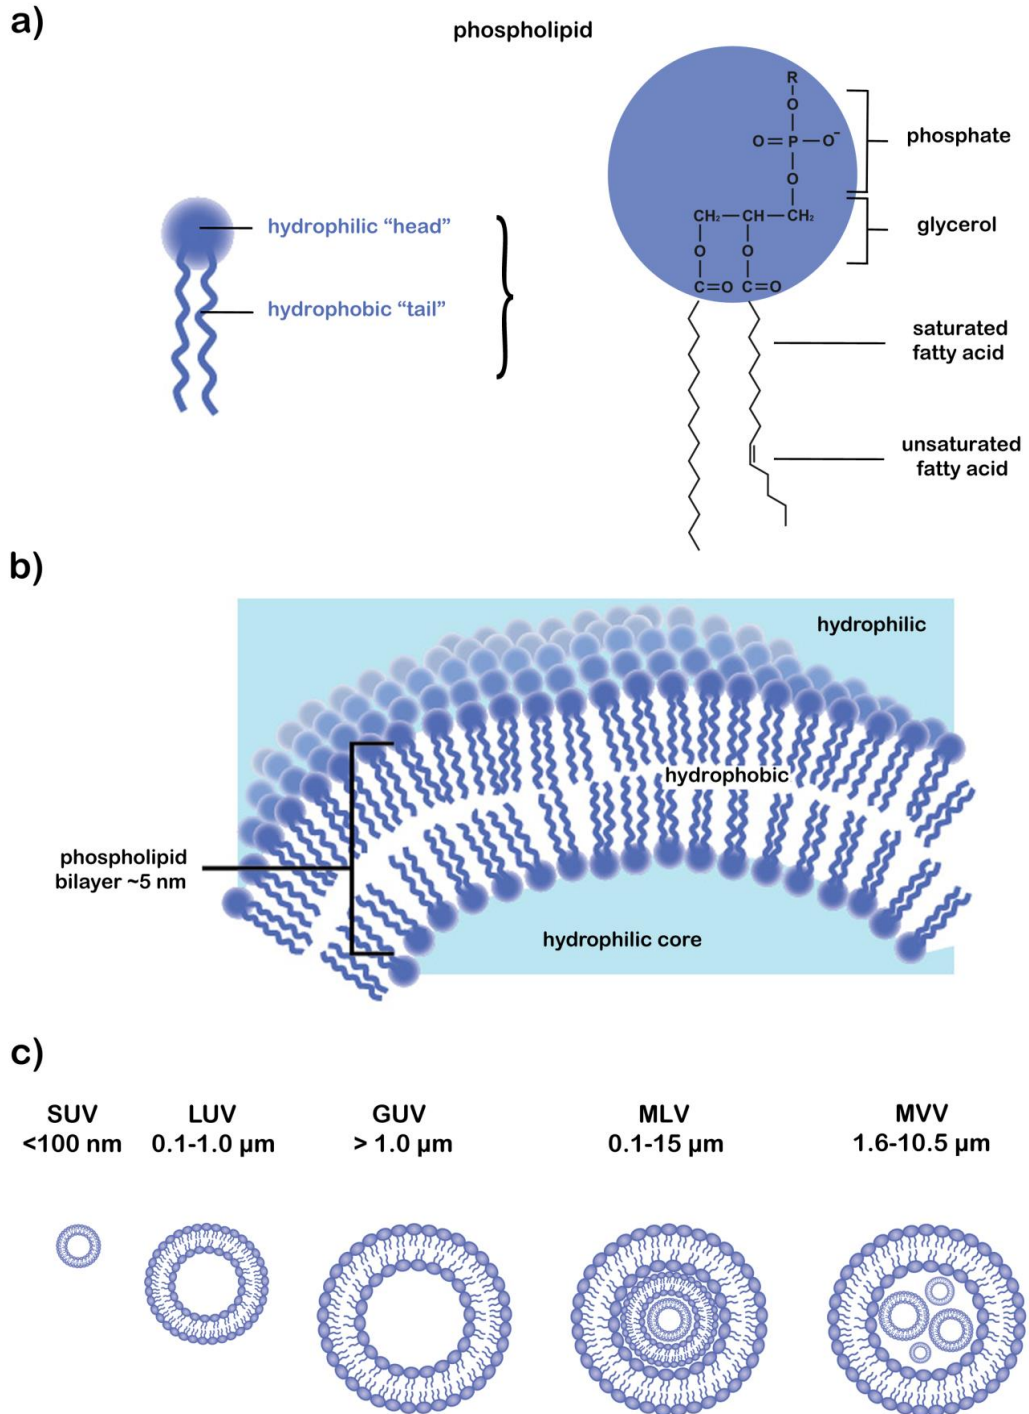 a)
phospholipid
R
O
O=P—O⁻
O
CH₂—CH—CH₂
O O
C=O C=O
phosphate
glycerol
hydrophilic “head”
hydrophobic “tail”
saturated
fatty acid
unsaturated
fatty acid
b)
hydrophilic
hydrophobic
phospholipid
bilayer ~5 nm
hydrophilic core
c)
SUV
<100 nm
LUV
0.1-1.0 µm
GUV
> 1.0 µm
MLV
0.1-15 µm
MVV
1.6-10.5 µm